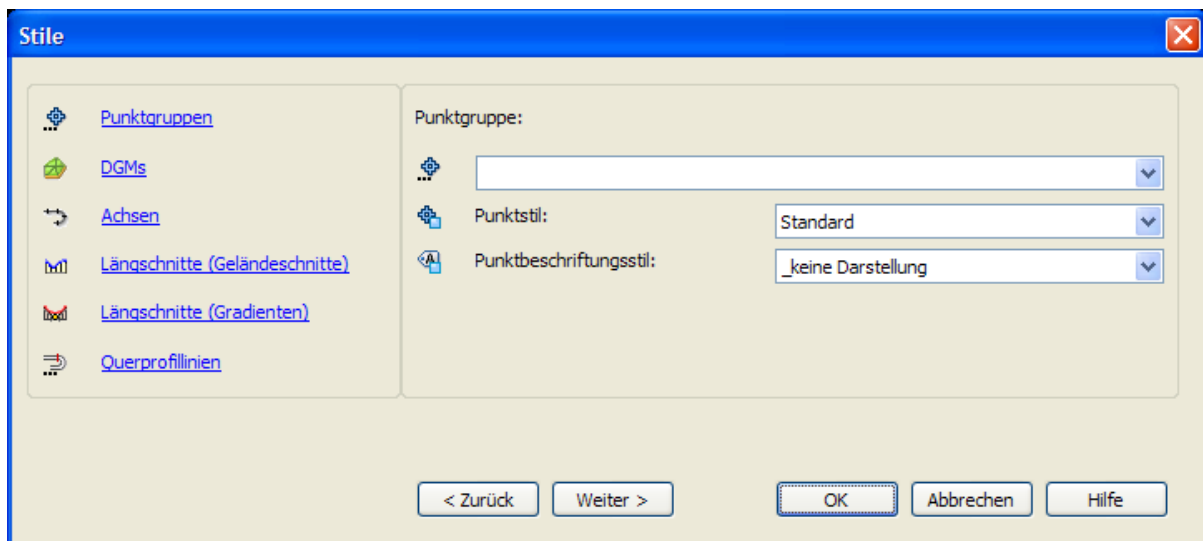 Stile
Punktgruppen
DGMs
Achsen
Längschnitte (Geländeschnitte)
Längschnitte (Gradienten)
Querprofillinien
Punktgruppe:
Punktstil:
Standard
Punktbeschriftungsstil:
_keine Darstellung
< Zurück
Weiter >
OK
Abbrechen
Hilfe